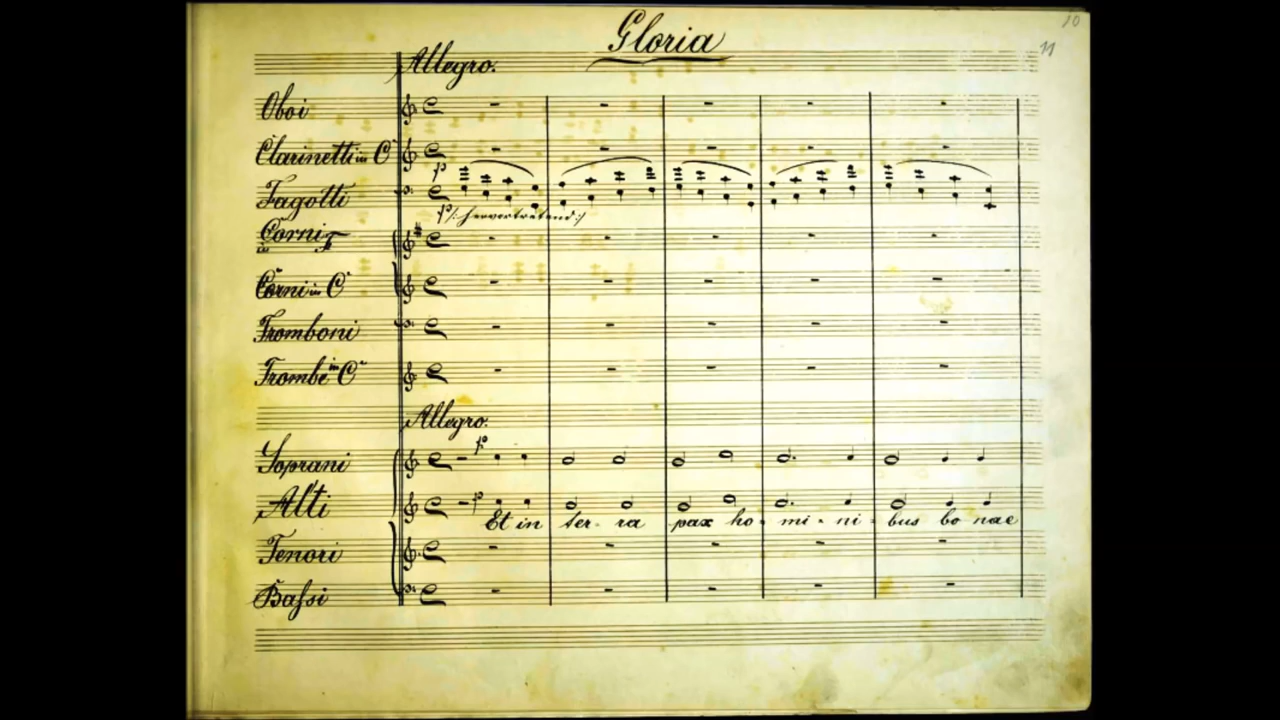 Gloria
10
11
Allegro.
Oboi
Clarinetti in C
p
Fagotti
p /: hervortretend :/
Corni in F
Corni in C
Tromboni
Trombe in C
Allegro.
p
Soprani
Alti
p
Et in ter - ra pax ho - mi - ni - bus bo nae
Tenori
Bassi